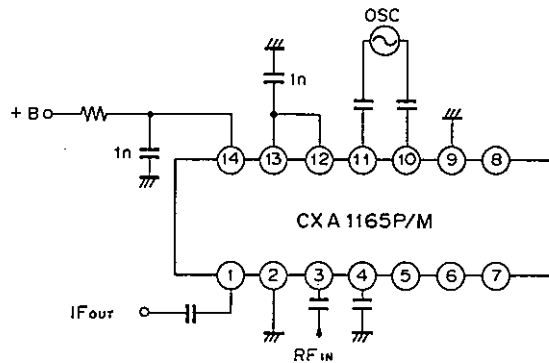 OSC
1n
+B
1n
14 13 12 11 10 9 8
CXA1165P/M
1 2 3 4 5 6 7
IFOUT
RFIN